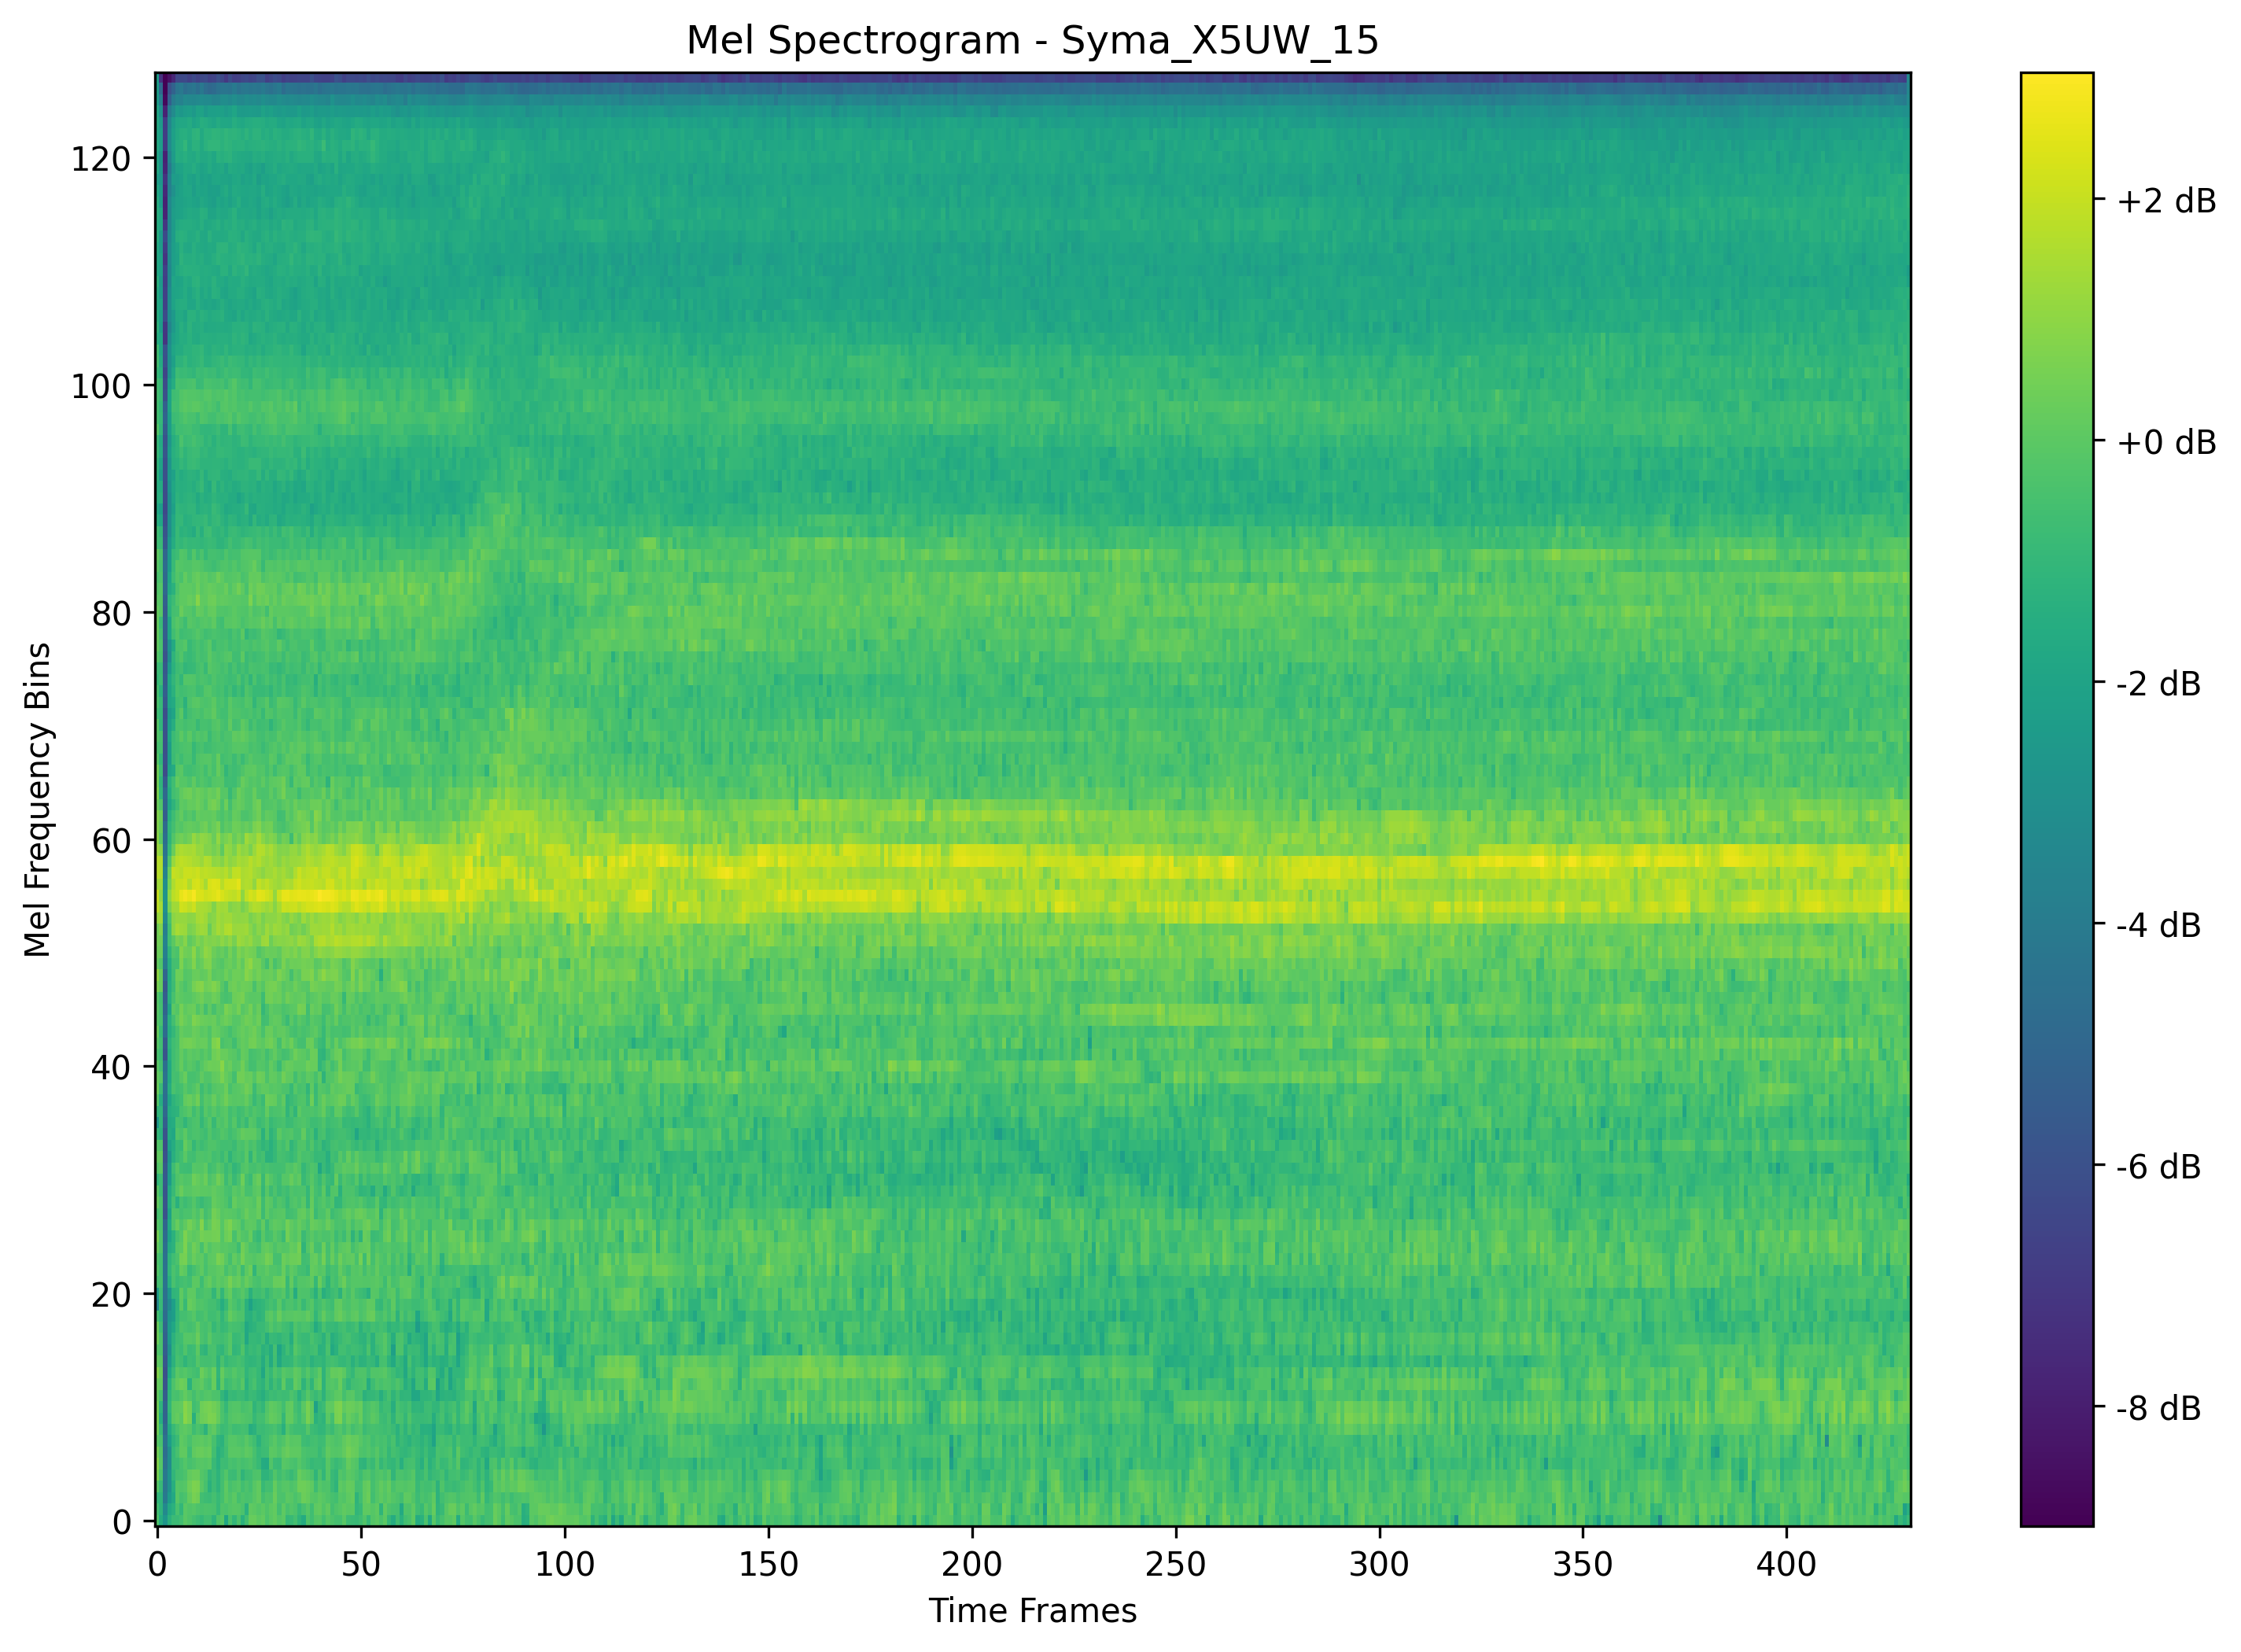 Mel Spectrogram - Syma_X5UW_15
Mel Frequency Bins
120
100
80
60
40
20
0
0 50 100 150 200 250 300 350 400
Time Frames
+2 dB
+0 dB
-2 dB
-4 dB
-6 dB
-8 dB